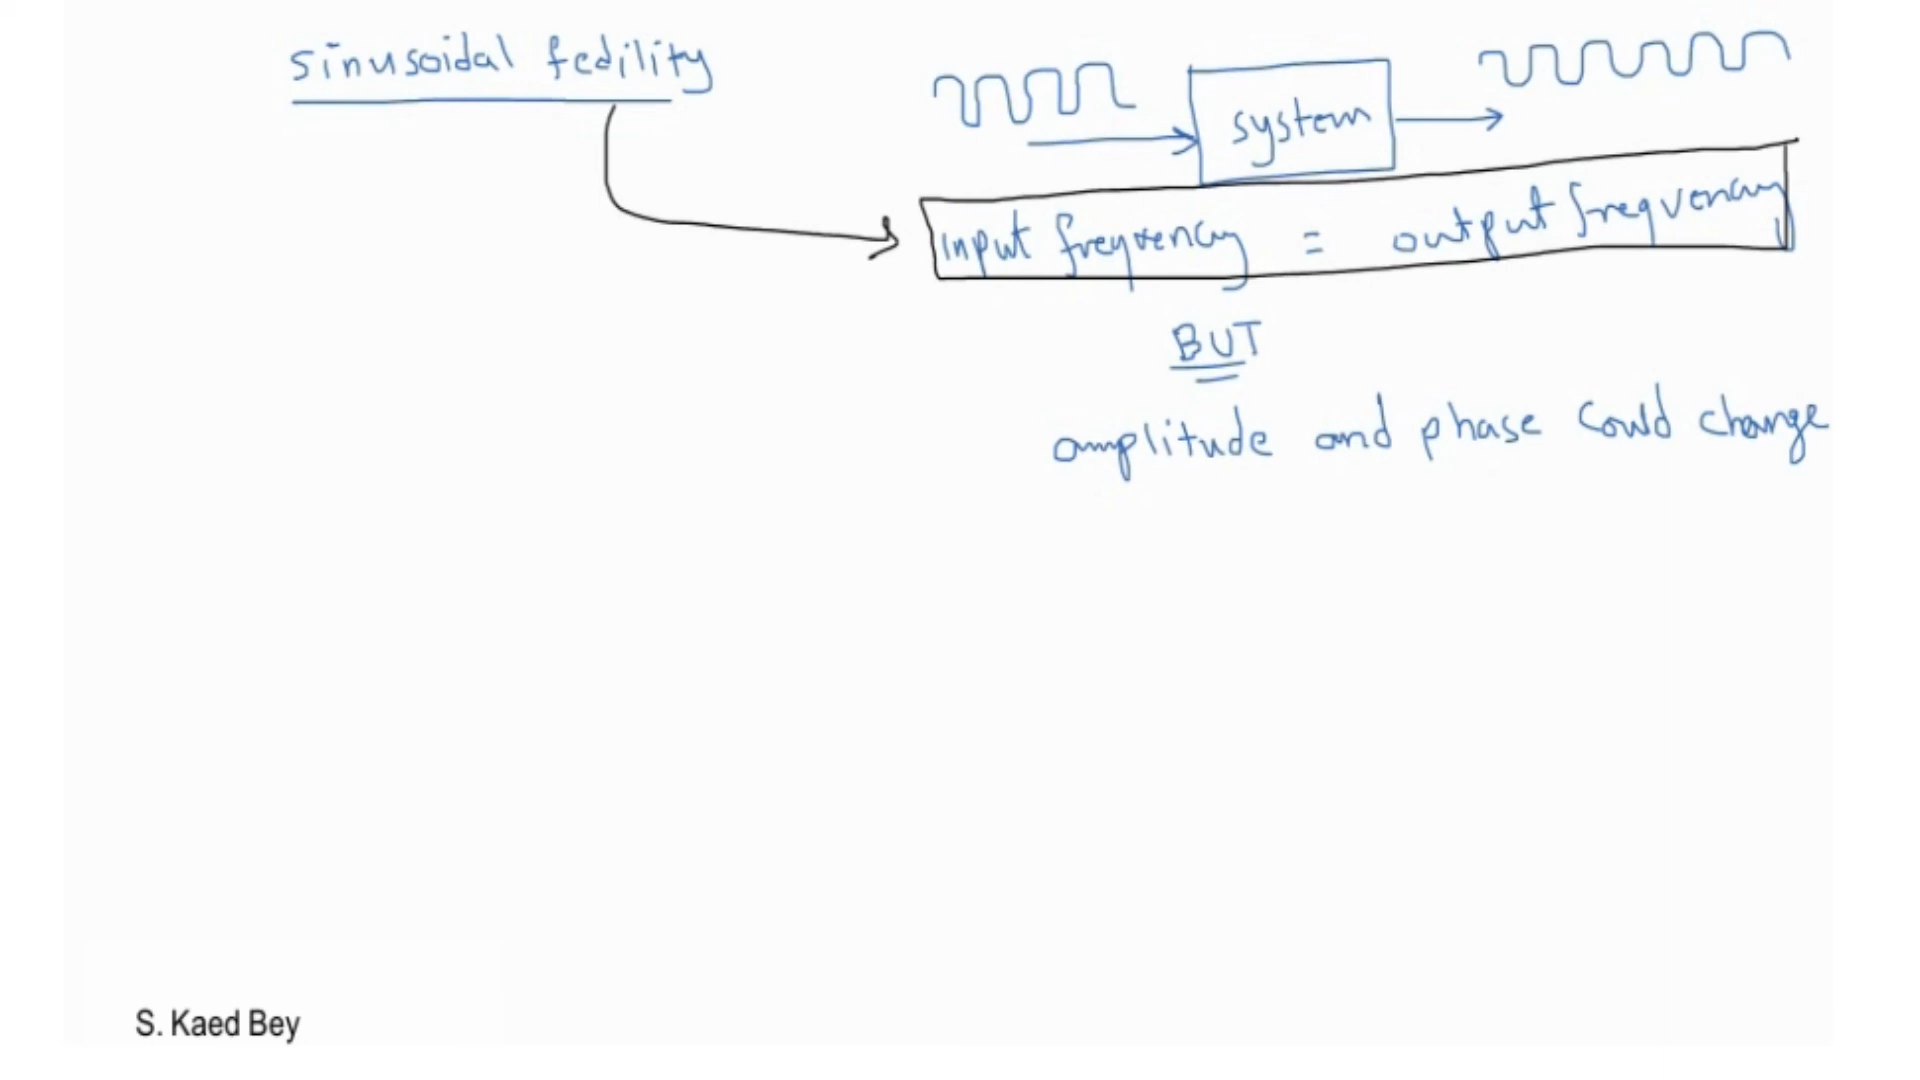 sinusoidal fedility
system
input frequency = output frequency
BUT
amplitude and phase could change
S. Kaed Bey